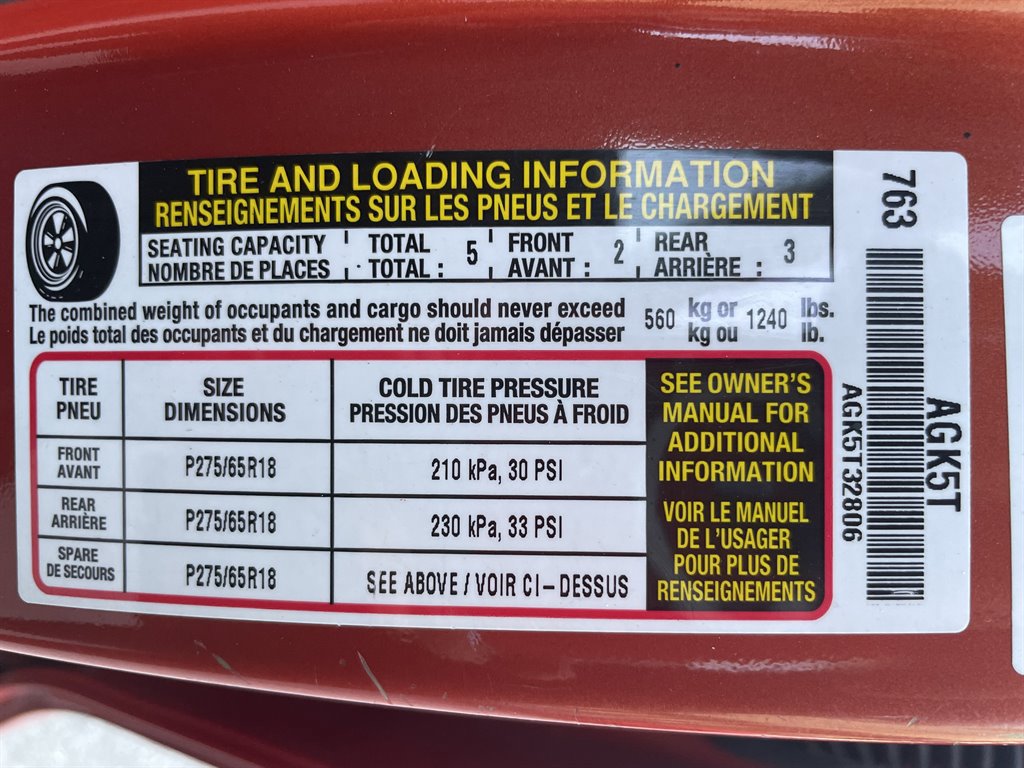 TIRE AND LOADING INFORMATION
RENSEIGNEMENTS SUR LES PNEUS ET LE CHARGEMENT
SEATING CAPACITY TOTAL 5 FRONT 2 REAR 3
NOMBRE DE PLACES TOTAL : AVANT : ARRIÈRE :
The combined weight of occupants and cargo should never exceed 560 kg or 1240 lbs.
Le poids total des occupants et du chargement ne doit jamais dépasser kg ou lb.
TIRE SIZE COLD TIRE PRESSURE
PNEU DIMENSIONS PRESSION DES PNEUS À FROID
FRONT
AVANT P275/65R18 210 kPa, 30 PSI
REAR
ARRIÈRE P275/65R18 230 kPa, 33 PSI
SPARE
DE SECOURS P275/65R18 SEE ABOVE / VOIR CI-DESSUS
SEE OWNER'S
MANUAL FOR
ADDITIONAL
INFORMATION
VOIR LE MANUEL
DE L'USAGER
POUR PLUS DE
RENSEIGNEMENTS
763
AGK5T32806
AGK5T